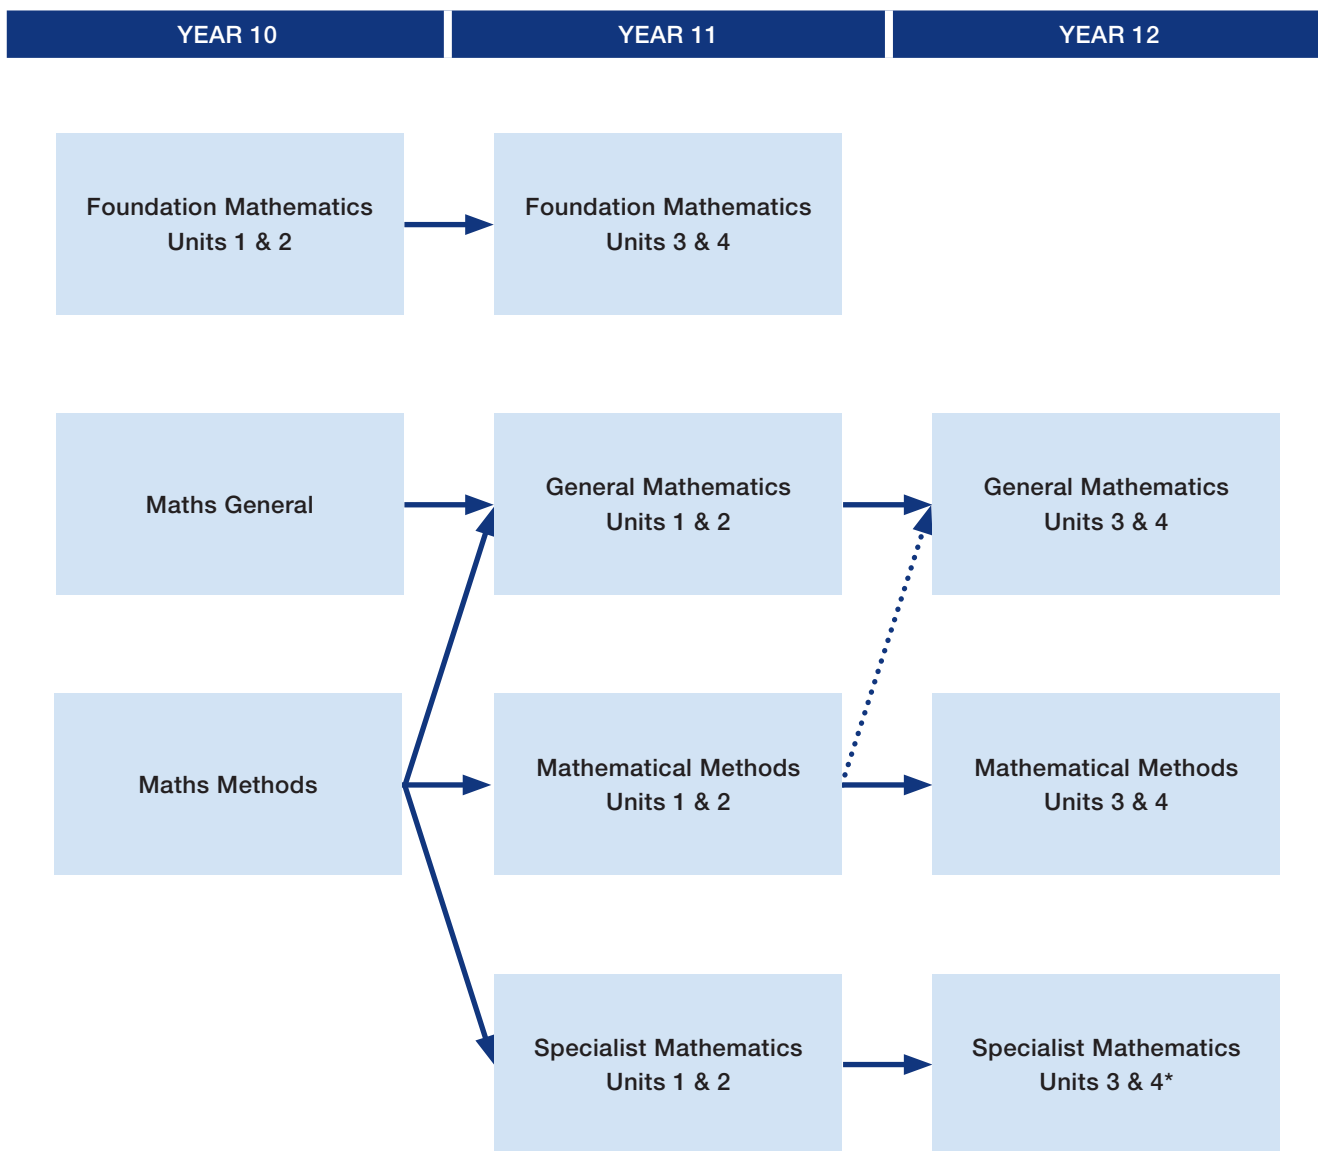 YEAR 10
YEAR 11
YEAR 12
Foundation Mathematics
Units 1 & 2
Foundation Mathematics
Units 3 & 4
Maths General
General Mathematics
Units 1 & 2
General Mathematics
Units 3 & 4
Maths Methods
Mathematical Methods
Units 1 & 2
Mathematical Methods
Units 3 & 4
Specialist Mathematics
Units 1 & 2
Specialist Mathematics
Units 3 & 4*